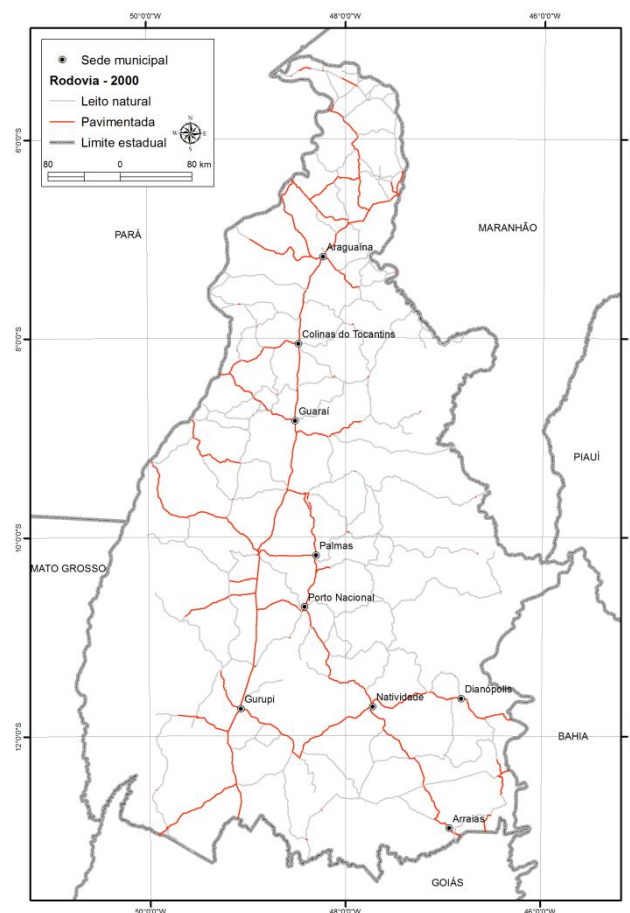 50°0'0"O
48°0'0"O
46°0'0"O
Sede municipal
Rodovia - 2000
Leito natural
Pavimentada
Limite estadual
N
W E
S
80 0 80 km
6°0'0"S
PARÁ
MARANHÃO
Araguaína
8°0'0"S
Colinas do Tocantins
Guaraí
PIAUÍ
10°0'0"S
Palmas
MATO GROSSO
Porto Nacional
Dianópolis
Gurupi
Natividade
12°0'0"S
BAHIA
Arraias
GOIÁS
50°0'0"O
48°0'0"O
46°0'0"O